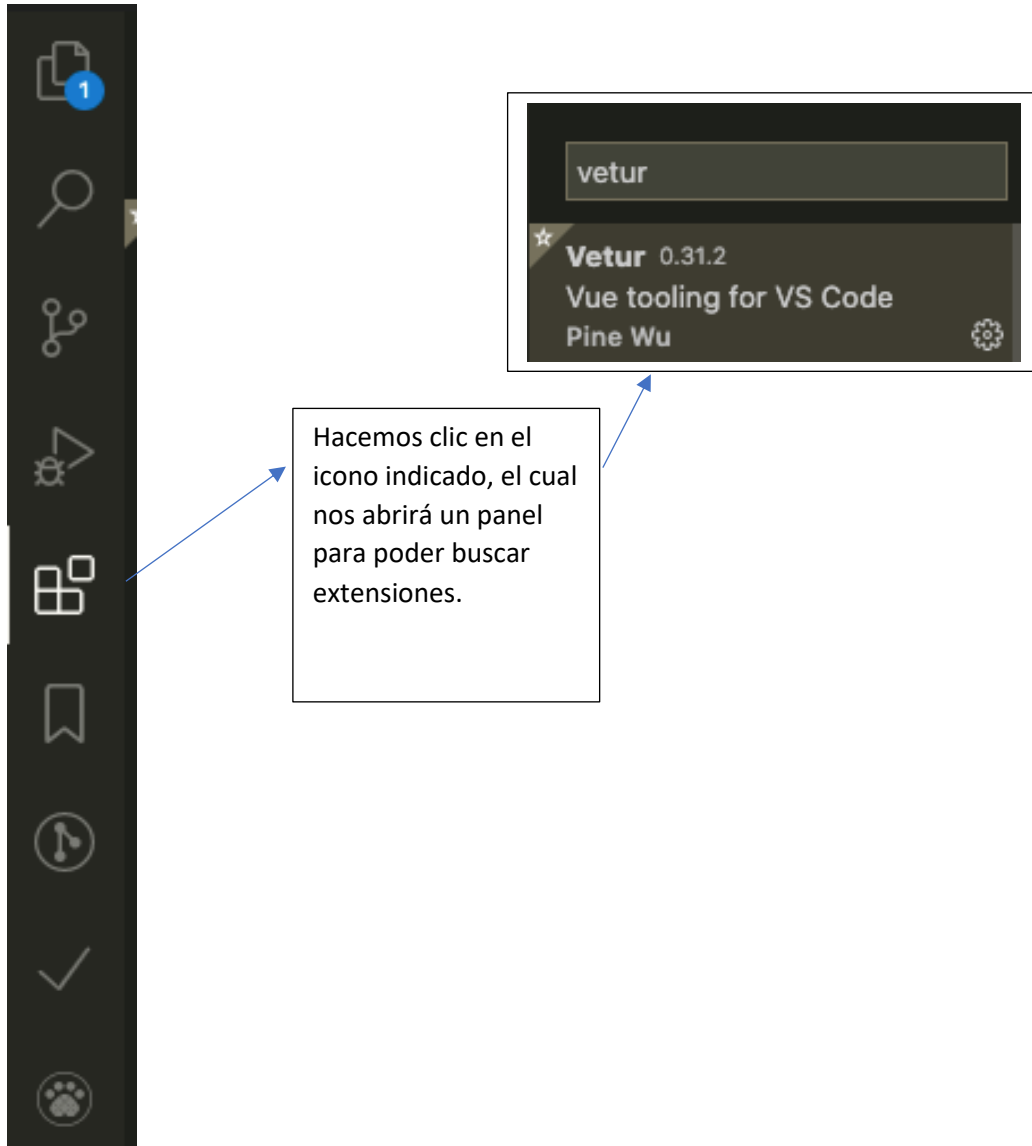 1
vetur
Vetur 0.31.2
Vue tooling for VS Code
Pine Wu
Hacemos clic en el
icono indicado, el cual
nos abrirá un panel
para poder buscar
extensiones.